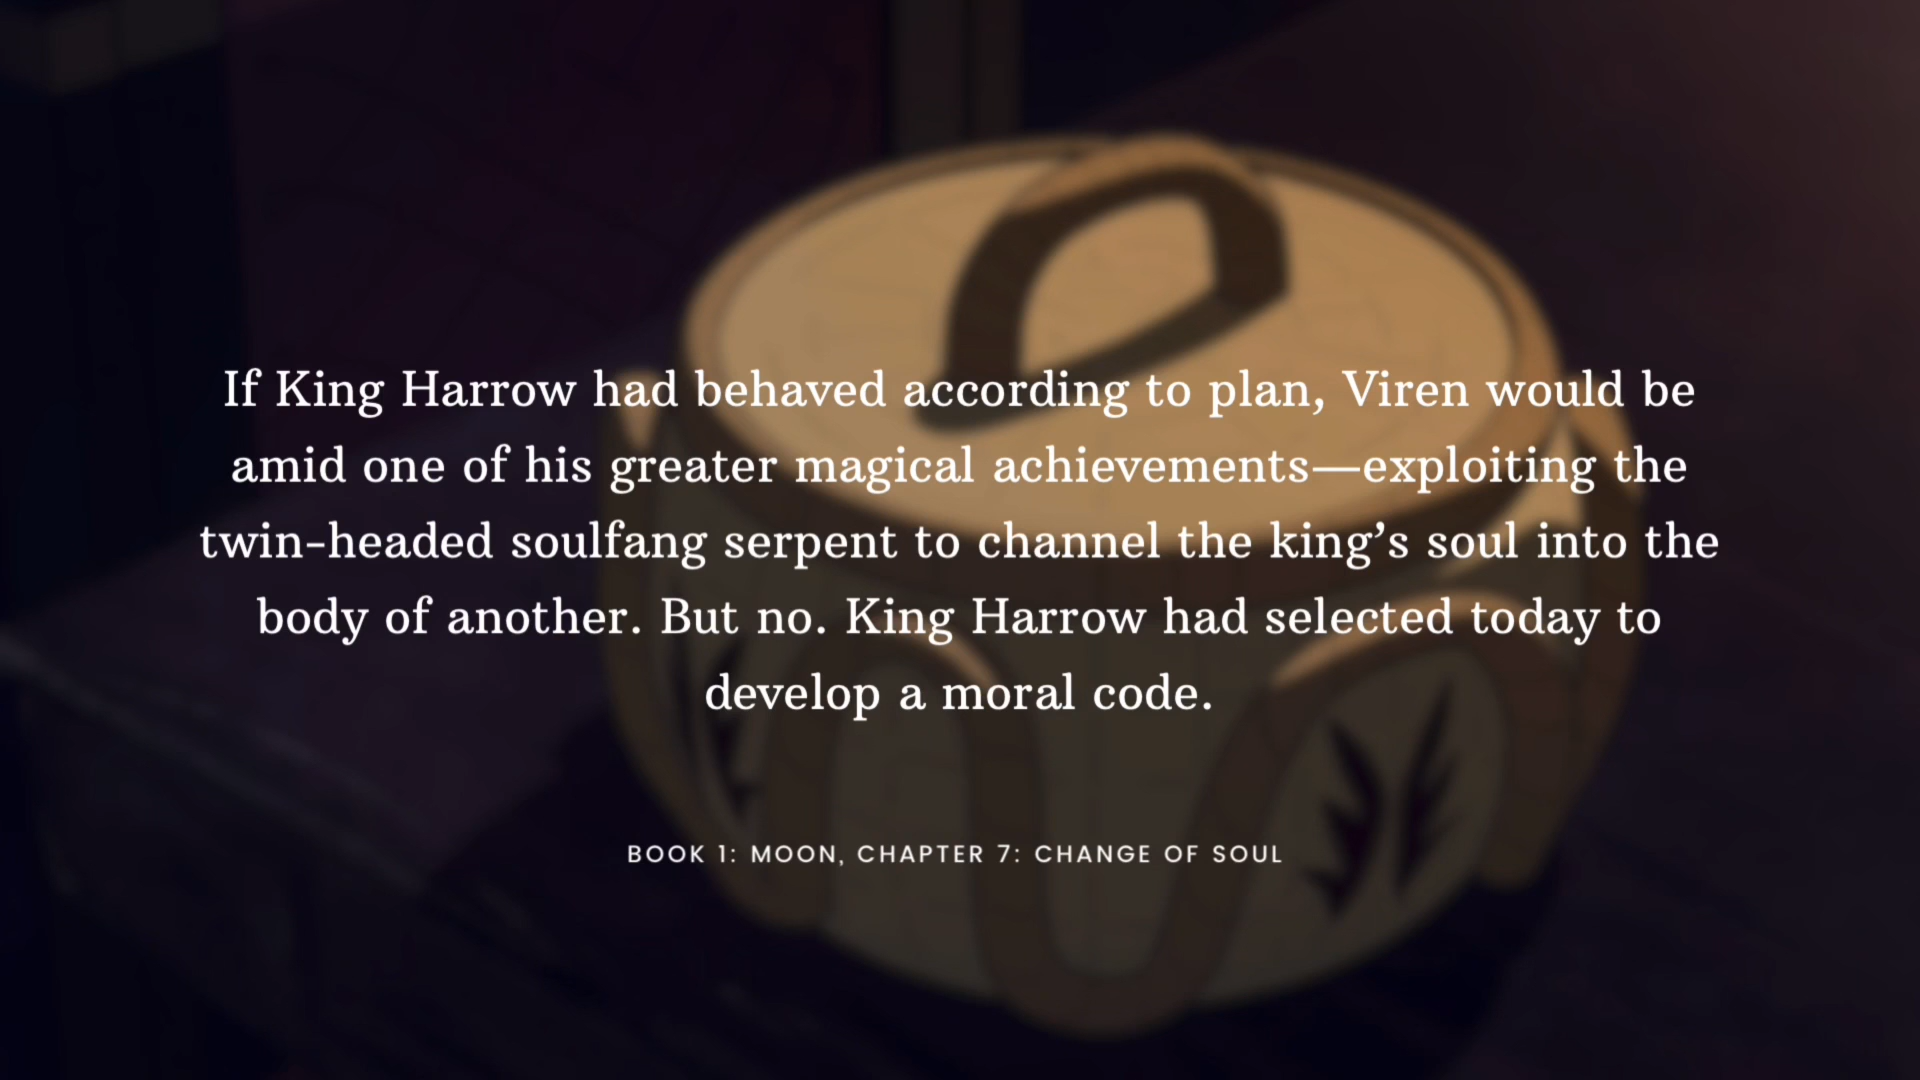 If King Harrow had behaved according to plan, Viren would be
amid one of his greater magical achievements—exploiting the
twin-headed soulfang serpent to channel the king’s soul into the
body of another. But no. King Harrow had selected today to
develop a moral code.
BOOK 1: MOON, CHAPTER 7: CHANGE OF SOUL